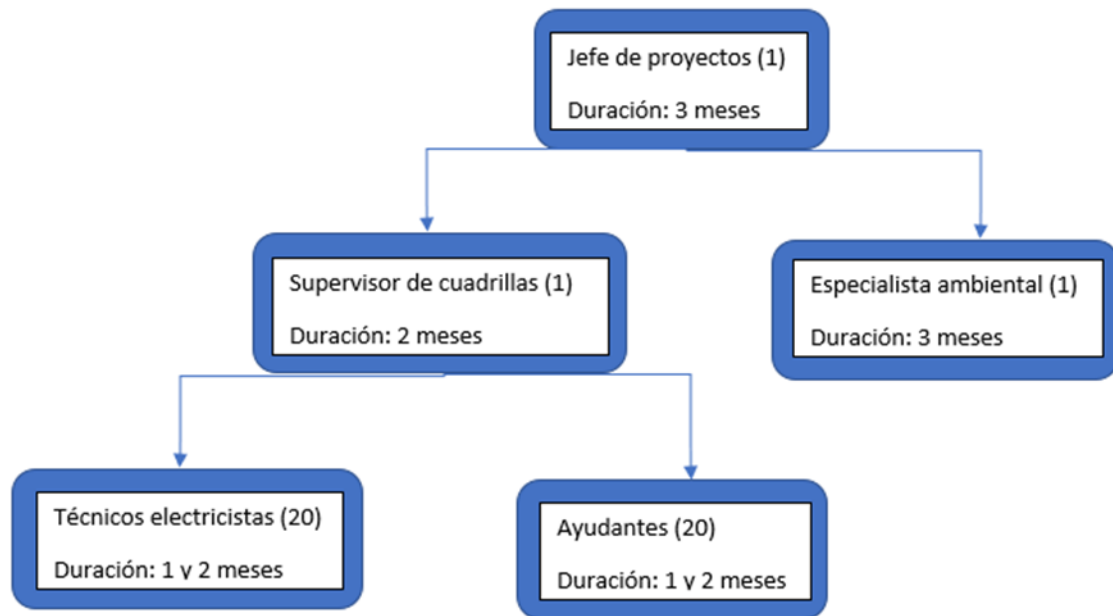 Jefe de proyectos (1)
Duración: 3 meses
Supervisor de cuadrillas (1)
Duración: 2 meses
Especialista ambiental (1)
Duración: 3 meses
Técnicos electricistas (20)
Duración: 1 y 2 meses
Ayudantes (20)
Duración: 1 y 2 meses